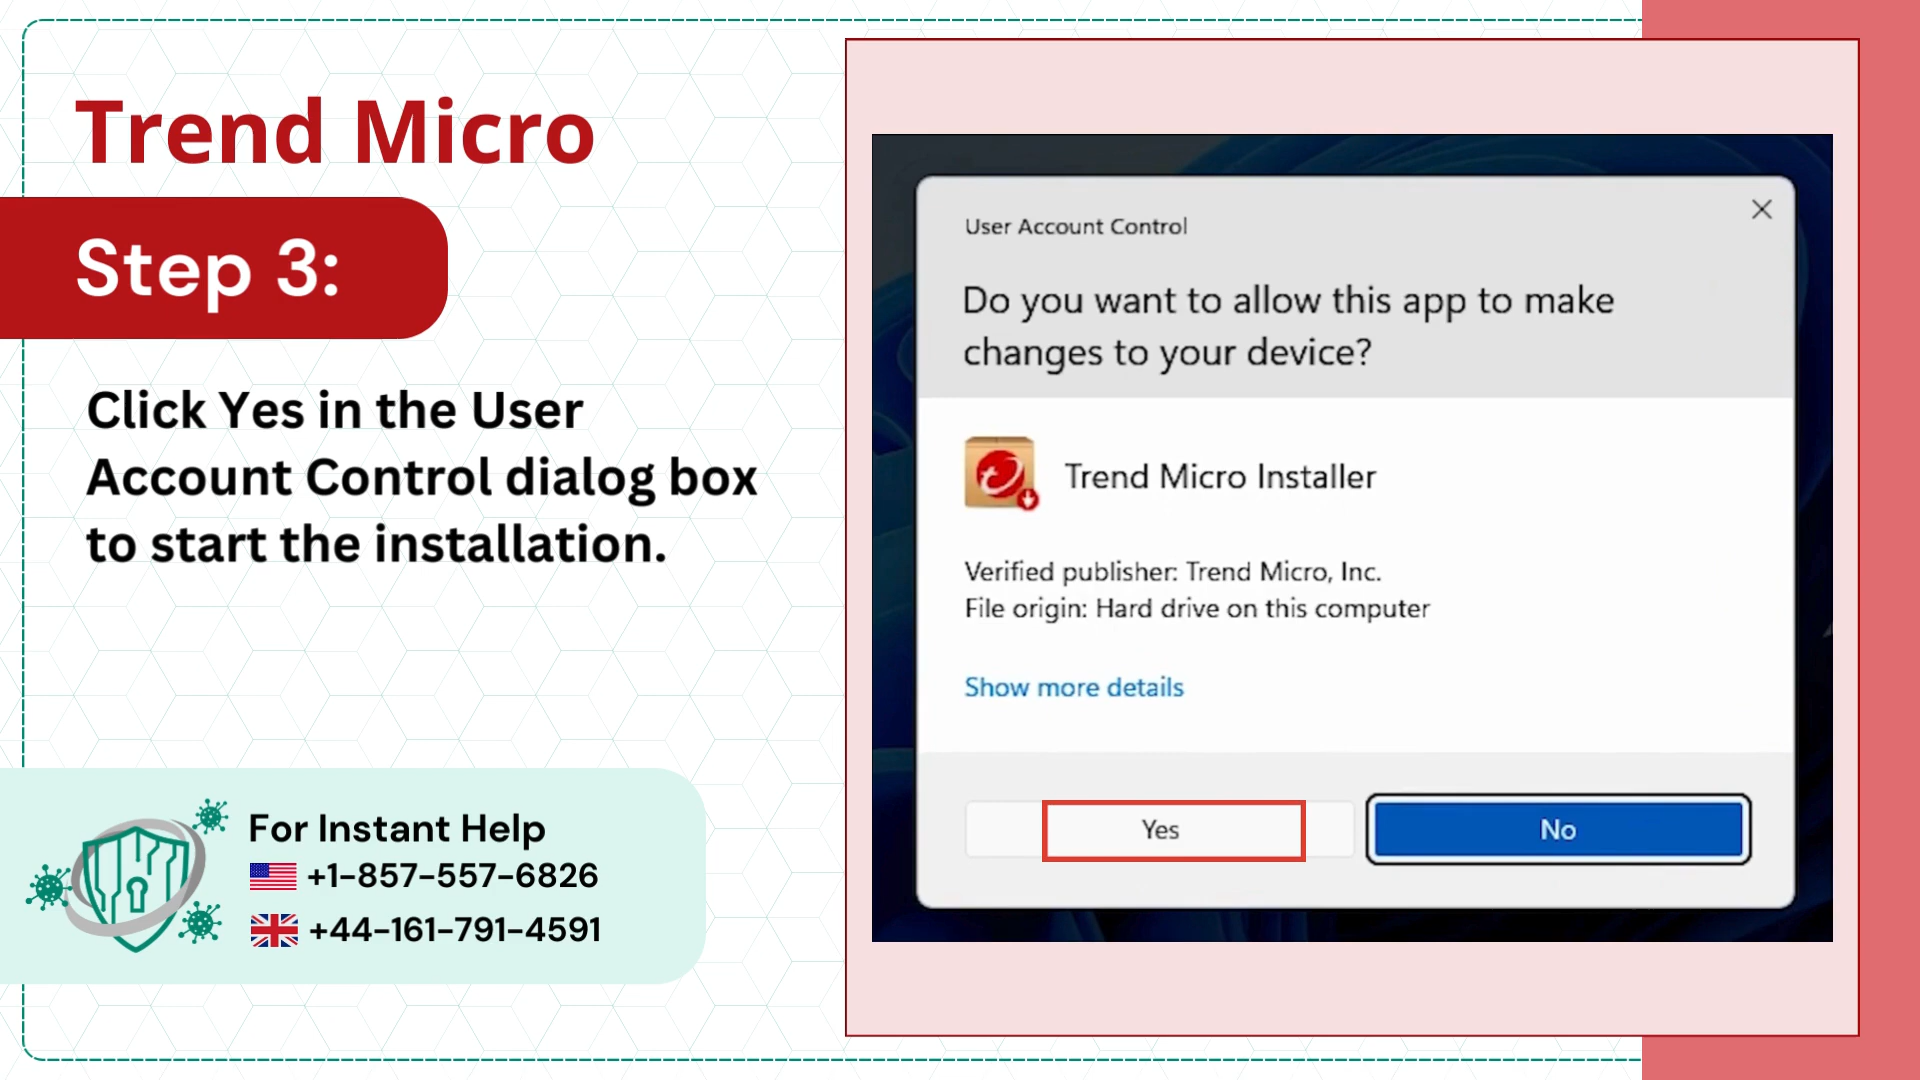 Trend Micro
Step 3:
Click Yes in the User
Account Control dialog box
to start the installation.
For Instant Help
+1-857-557-6826
+44-161-791-4591
User Account Control
Do you want to allow this app to make
changes to your device?
Trend Micro Installer
Verified publisher: Trend Micro, Inc.
File origin: Hard drive on this computer
Show more details
Yes
No